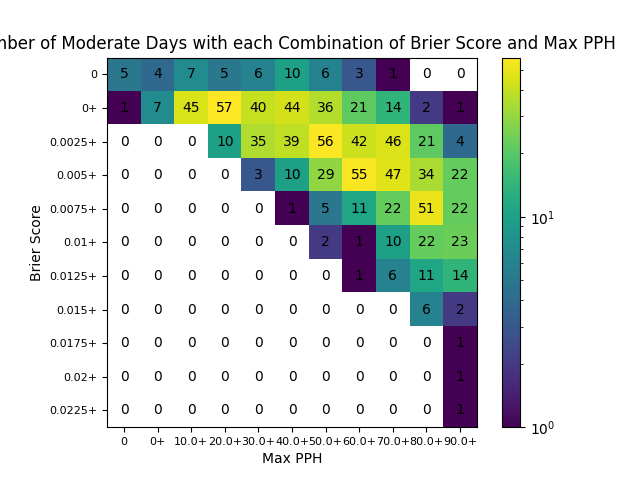 mber of Moderate Days with each Combination of Brier Score and Max PPH
0 5 4 7 5 6 10 6 3 1 0 0
0+ 1 7 45 57 40 44 36 21 14 2 1
0.0025+ 0 0 0 10 35 39 56 42 46 21 4
0.005+ 0 0 0 0 3 10 29 55 47 34 22
0.0075+ 0 0 0 0 0 1 5 11 22 51 22
0.01+ 0 0 0 0 0 0 2 1 10 22 23
0.0125+ 0 0 0 0 0 0 0 1 6 11 14
0.015+ 0 0 0 0 0 0 0 0 0 6 2
0.0175+ 0 0 0 0 0 0 0 0 0 0 1
0.02+ 0 0 0 0 0 0 0 0 0 0 1
0.0225+ 0 0 0 0 0 0 0 0 0 0 1
0 0+ 10.0+ 20.0+ 30.0+ 40.0+ 50.0+ 60.0+ 70.0+ 80.0+ 90.0+
Max PPH
Brier Score
10¹
10⁰